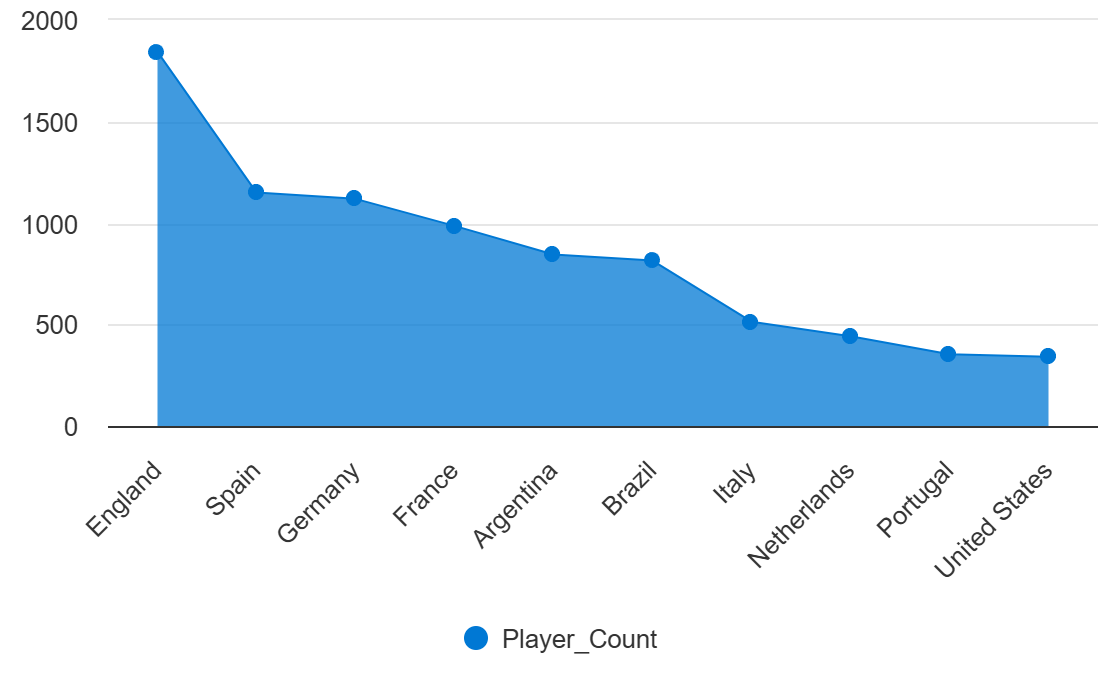 2000
1500
1000
500
0
England
Spain
Germany
France
Argentina
Brazil
Italy
Netherlands
Portugal
United States
Player_Count